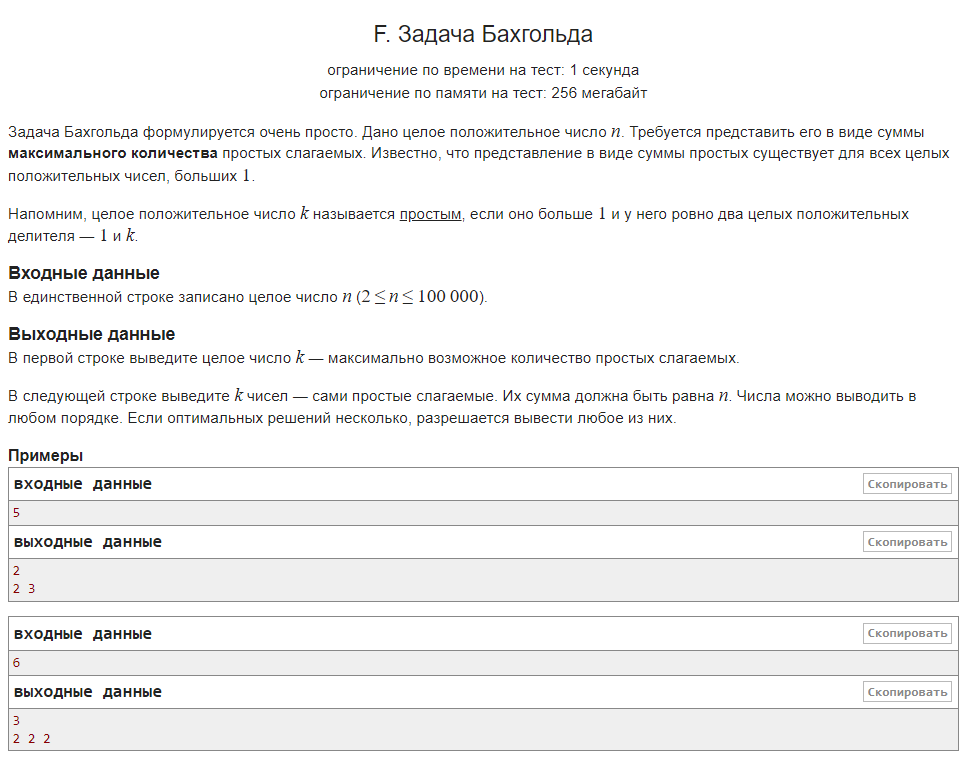 F. Задача Бахгольда
ограничение по времени на тест: 1 секунда
ограничение по памяти на тест: 256 мегабайт
Задача Бахгольда формулируется очень просто. Дано целое положительное число n. Требуется представить его в виде суммы
максимального количества простых слагаемых. Известно, что представление в виде суммы простых существует для всех целых
положительных чисел, больших 1.
Напомним, целое положительное число k называется простым, если оно больше 1 и у него ровно два целых положительных
делителя — 1 и k.
Входные данные
В единственной строке записано целое число n (2 ≤ n ≤ 100 000).
Выходные данные
В первой строке выведите целое число k — максимально возможное количество простых слагаемых.
В следующей строке выведите k чисел — сами простые слагаемые. Их сумма должна быть равна n. Числа можно выводить в
любом порядке. Если оптимальных решений несколько, разрешается вывести любое из них.
Примеры
входные данные Скопировать
5
выходные данные Скопировать
2
2 3
входные данные Скопировать
6
выходные данные Скопировать
3
2 2 2